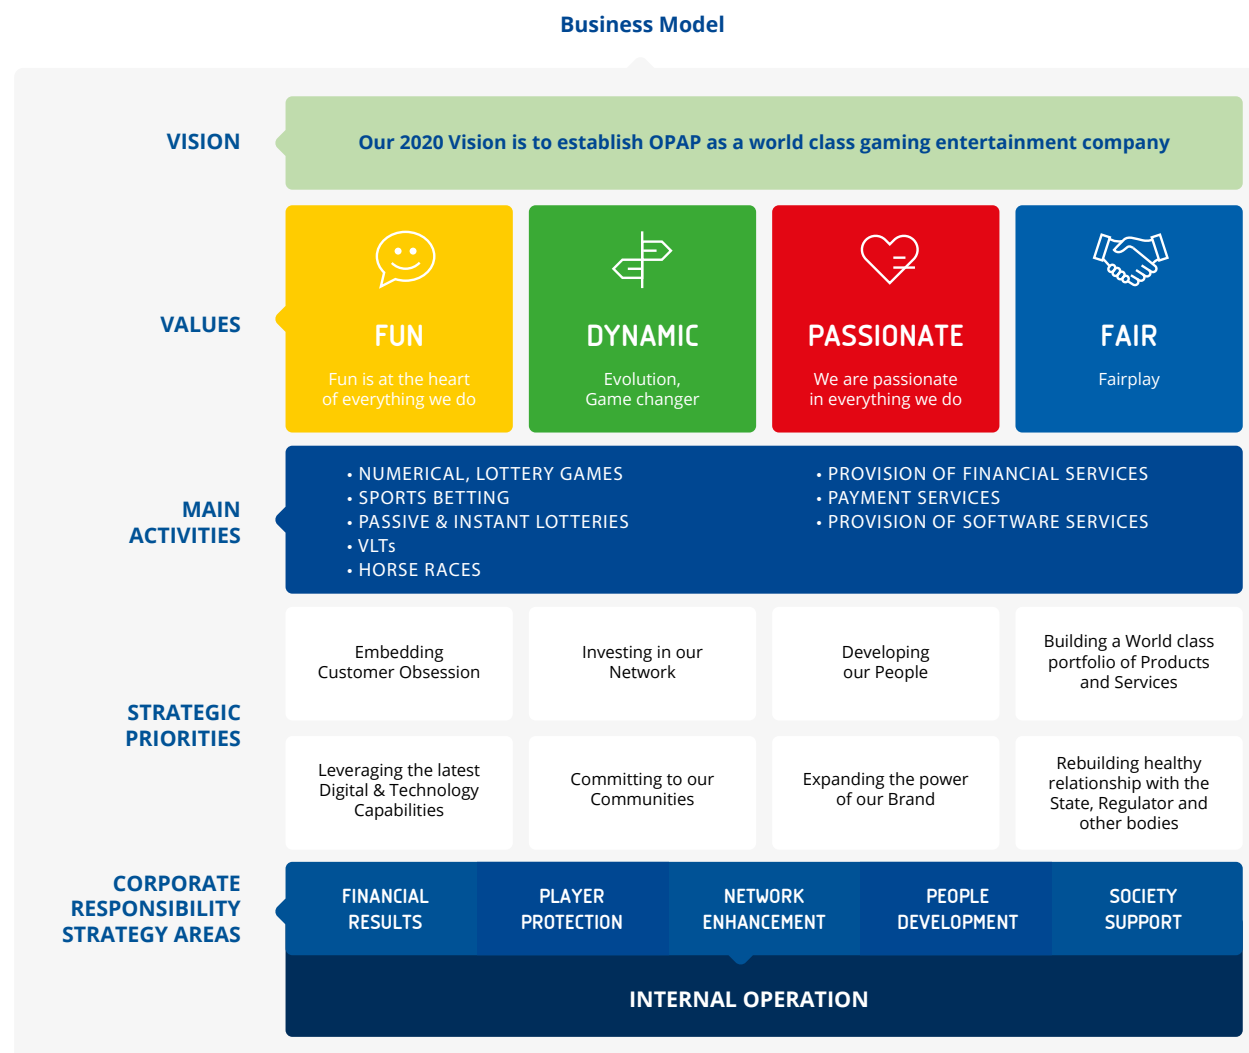 Business Model
VISION
Our 2020 Vision is to establish OPAP as a world class gaming entertainment company
VALUES
FUN
Fun is at the heart
of everything we do
DYNAMIC
Evolution,
Game changer
PASSIONATE
We are passionate
in everything we do
FAIR
Fairplay
MAIN
ACTIVITIES
• NUMERICAL, LOTTERY GAMES
• SPORTS BETTING
• PASSIVE & INSTANT LOTTERIES
• VLTs
• HORSE RACES
• PROVISION OF FINANCIAL SERVICES
• PAYMENT SERVICES
• PROVISION OF SOFTWARE SERVICES
STRATEGIC
PRIORITIES
Embedding
Customer Obsession
Investing in our
Network
Developing
our People
Building a World class
portfolio of Products
and Services
Leveraging the latest
Digital & Technology
Capabilities
Committing to our
Communities
Expanding the power
of our Brand
Rebuilding healthy
relationship with the
State, Regulator and
other bodies
CORPORATE
RESPONSIBILITY
STRATEGY AREAS
FINANCIAL
RESULTS
PLAYER
PROTECTION
NETWORK
ENHANCEMENT
PEOPLE
DEVELOPMENT
SOCIETY
SUPPORT
INTERNAL OPERATION